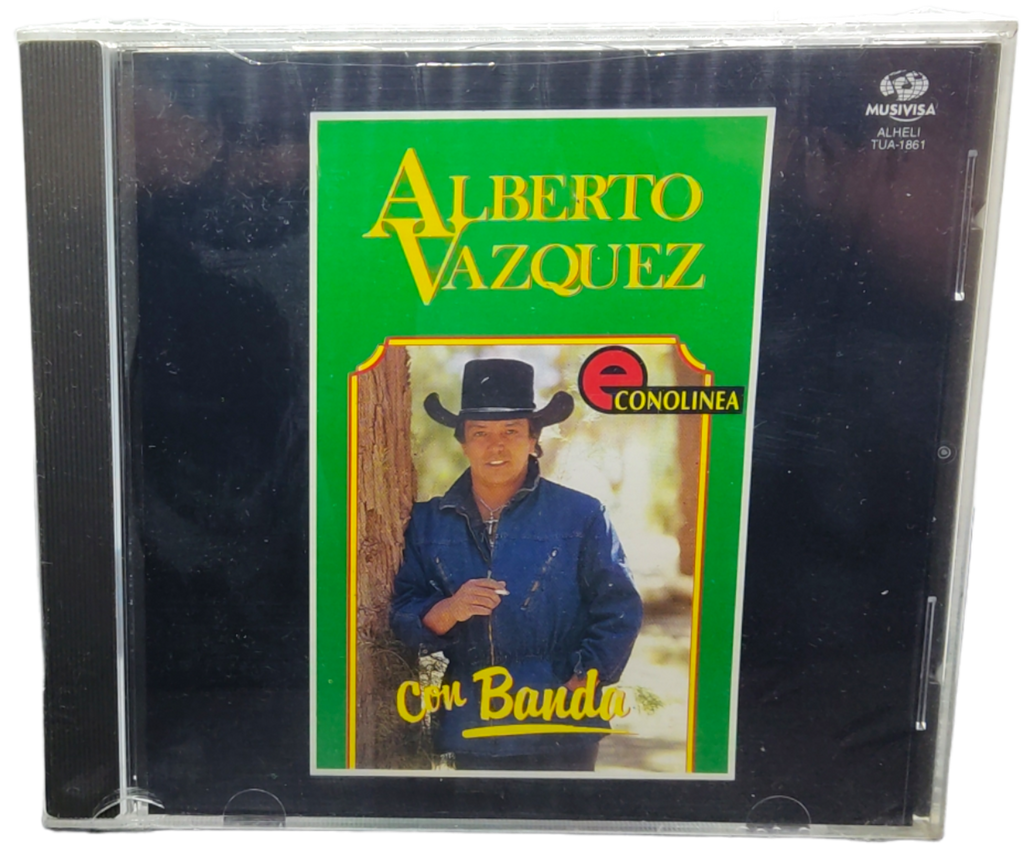 MUSIVISA
ALHELI
TUA-1861
ALBERTO
VAZQUEZ
eCONOLINEA
Con Banda